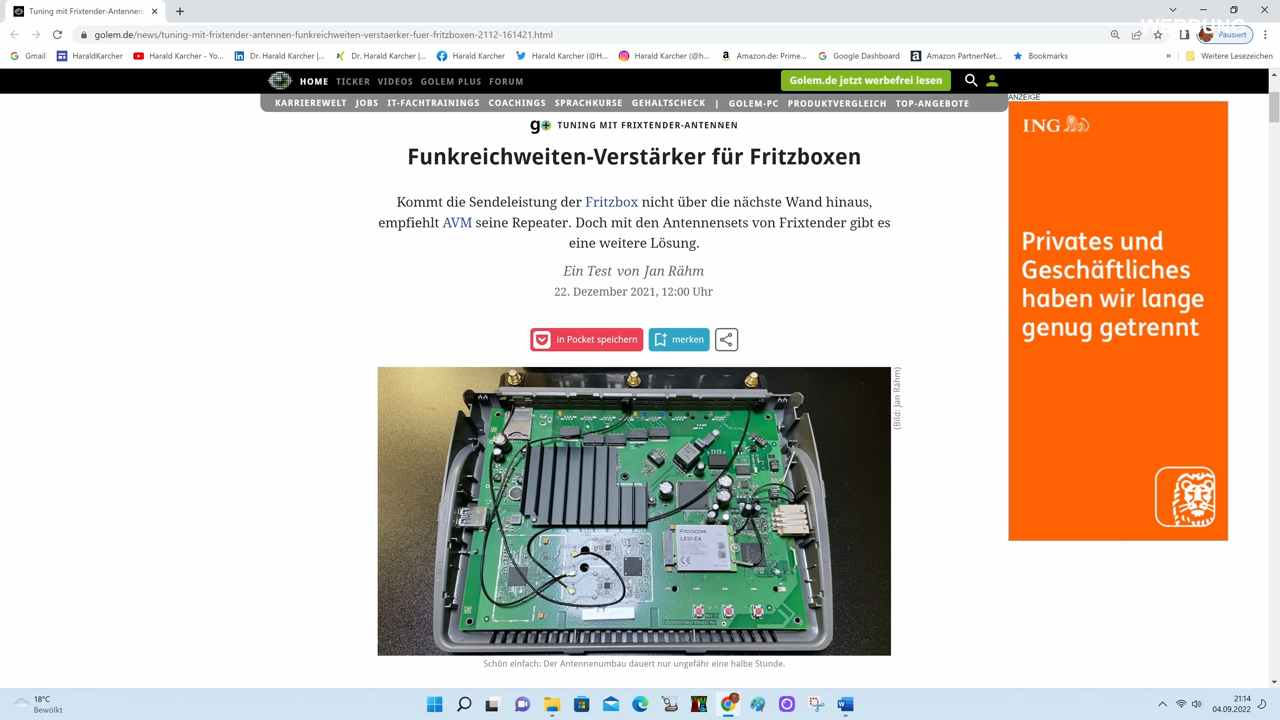 Tuning mit Frixtender-Antennen
golem.de/news/tuning-mit-frixtender-antennen-funkreichweiten-verstaerker-fuer-fritzboxen-2112-161421.html
Pausiert
Gmail
HaraldKarcher
Harald Karcher - Yo...
Dr. Harald Karcher |...
Dr. Harald Karcher |...
Harald Karcher
Harald Karcher (@H...
Harald Karcher (@h...
Amazon.de: Prime...
Google Dashboard
Amazon PartnerNet...
Bookmarks
»
Weitere Lesezeichen
HOME TICKER VIDEOS GOLEM PLUS FORUM
Golem.de jetzt werbefrei lesen
KARRIEREWELT JOBS IT-FACHTRAININGS COACHINGS SPRACHKURSE GEHALTSCHECK | GOLEM-PC PRODUKTVERGLEICH TOP-ANGEBOTE
ANZEIGE
g+ TUNING MIT FRIXTENDER-ANTENNEN
Funkreichweiten-Verstärker für Fritzboxen
Kommt die Sendeleistung der Fritzbox nicht über die nächste Wand hinaus,
empfiehlt AVM seine Repeater. Doch mit den Antennensets von Frixtender gibt es
eine weitere Lösung.
Ein Test von Jan Rähm
22. Dezember 2021, 12:00 Uhr
in Pocket speichern
merken
(Bild: Jan Rähm)
L830-EA
Schön einfach: Der Antennenumbau dauert nur ungefähr eine halbe Stunde.
ING
Privates und
Geschäftliches
haben wir lange
genug getrennt
18°C
Bewölkt
21:14
04.09.2022